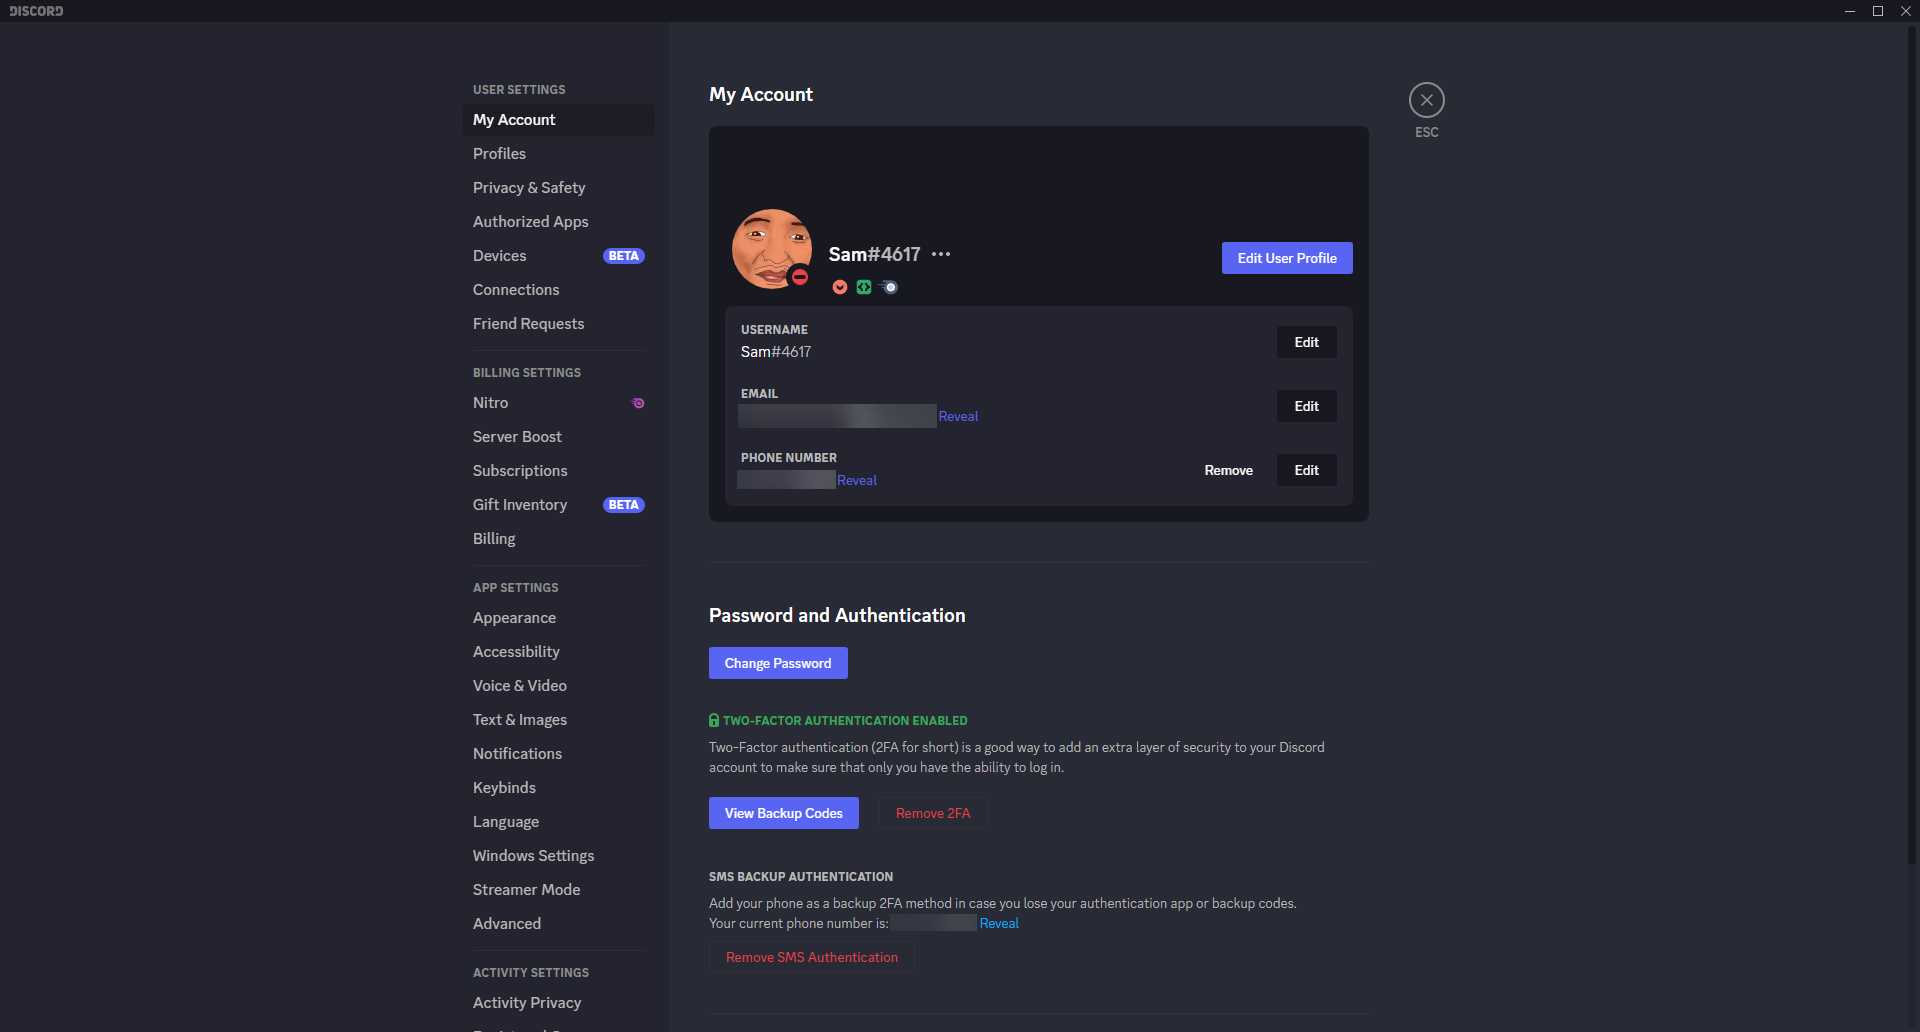 DISCORD
USER SETTINGS
My Account
Profiles
Privacy & Safety
Authorized Apps
Devices BETA
Connections
Friend Requests
BILLING SETTINGS
Nitro
Server Boost
Subscriptions
Gift Inventory BETA
Billing
APP SETTINGS
Appearance
Accessibility
Voice & Video
Text & Images
Notifications
Keybinds
Language
Windows Settings
Streamer Mode
Advanced
ACTIVITY SETTINGS
Activity Privacy
My Account
ESC
Sam#4617
Edit User Profile
USERNAME
Sam#4617
Edit
EMAIL
Reveal
Edit
PHONE NUMBER
Reveal
Remove
Edit
Password and Authentication
Change Password
TWO-FACTOR AUTHENTICATION ENABLED
Two-Factor authentication (2FA for short) is a good way to add an extra layer of security to your Discord
account to make sure that only you have the ability to log in.
View Backup Codes
Remove 2FA
SMS BACKUP AUTHENTICATION
Add your phone as a backup 2FA method in case you lose your authentication app or backup codes.
Your current phone number is: Reveal
Remove SMS Authentication